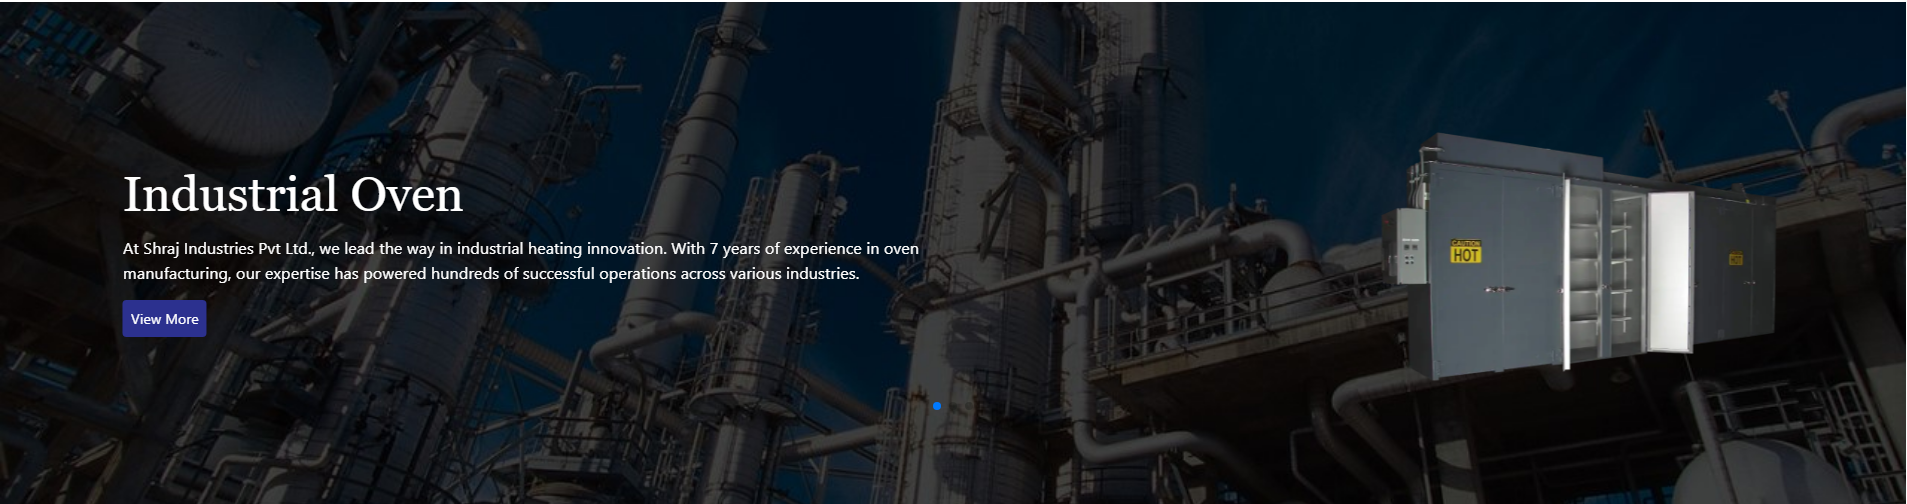 Industrial Oven
At Shraj Industries Pvt Ltd., we lead the way in industrial heating innovation. With 7 years of experience in oven
manufacturing, our expertise has powered hundreds of successful operations across various industries.
View More
CAUTION
HOT
HOT